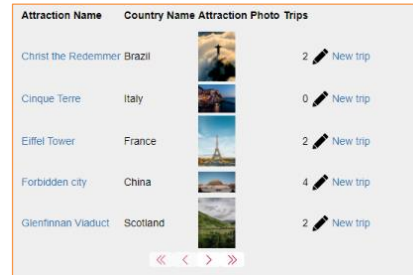 Attraction Name Country Name Attraction Photo Trips
Christ the Redemmer Brazil 2 New trip
Cinque Terre Italy 0 New trip
Eiffel Tower France 2 New trip
Forbidden city China 4 New trip
Glenfinnan Viaduct Scotland 2 New trip